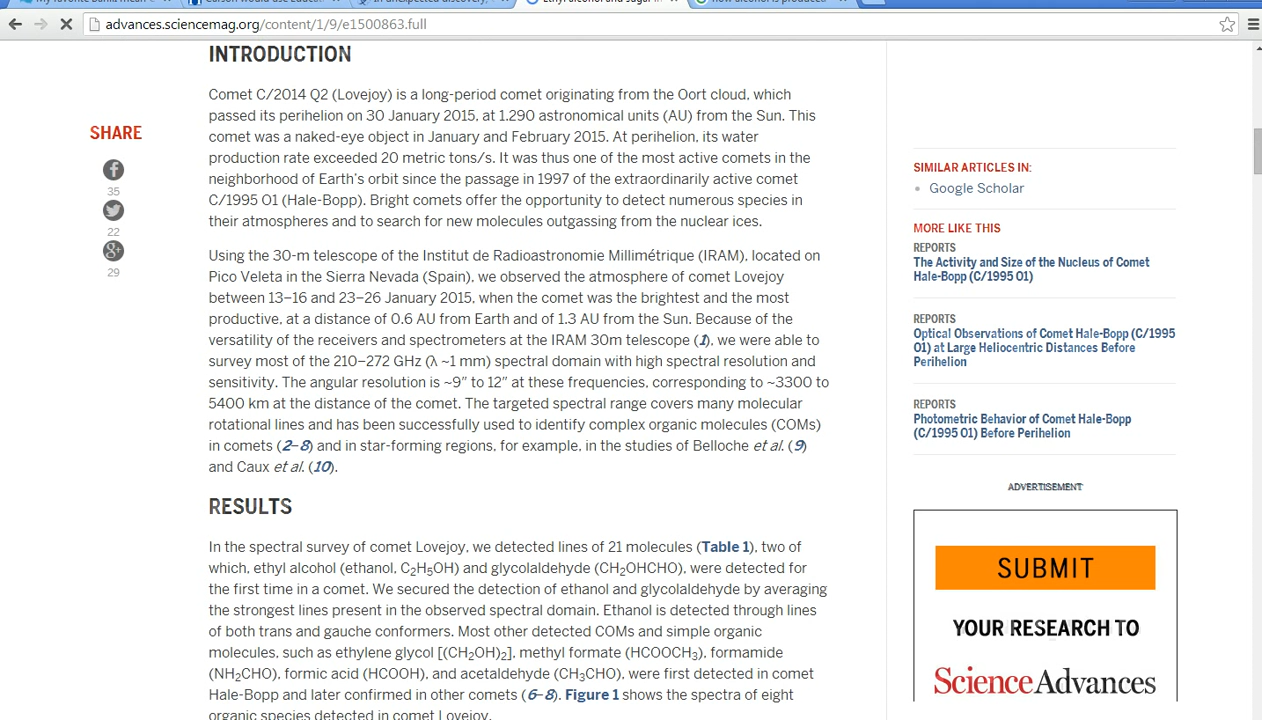 My favorite
carson would use Educa
In unexpected discovery,
Ethyl alcohol and sugar in
how alcohol is produced
advances.sciencemag.org/content/1/9/e1500863.full
INTRODUCTION
Comet C/2014 Q2 (Lovejoy) is a long-period comet originating from the Oort cloud, which
passed its perihelion on 30 January 2015, at 1.290 astronomical units (AU) from the Sun. This
comet was a naked-eye object in January and February 2015. At perihelion, its water
production rate exceeded 20 metric tons/s. It was thus one of the most active comets in the
neighborhood of Earth's orbit since the passage in 1997 of the extraordinarily active comet
C/1995 O1 (Hale-Bopp). Bright comets offer the opportunity to detect numerous species in
their atmospheres and to search for new molecules outgassing from the nuclear ices.
Using the 30-m telescope of the Institut de Radioastronomie Millimétrique (IRAM), located on
Pico Veleta in the Sierra Nevada (Spain), we observed the atmosphere of comet Lovejoy
between 13–16 and 23–26 January 2015, when the comet was the brightest and the most
productive, at a distance of 0.6 AU from Earth and of 1.3 AU from the Sun. Because of the
versatility of the receivers and spectrometers at the IRAM 30m telescope (1), we were able to
survey most of the 210–272 GHz (λ ~1 mm) spectral domain with high spectral resolution and
sensitivity. The angular resolution is ~9″ to 12″ at these frequencies, corresponding to ~3300 to
5400 km at the distance of the comet. The targeted spectral range covers many molecular
rotational lines and has been successfully used to identify complex organic molecules (COMs)
in comets (2–8) and in star-forming regions, for example, in the studies of Belloche et al. (9)
and Caux et al. (10).
RESULTS
In the spectral survey of comet Lovejoy, we detected lines of 21 molecules (Table 1), two of
which, ethyl alcohol (ethanol, C₂H₅OH) and glycolaldehyde (CH₂OHCHO), were detected for
the first time in a comet. We secured the detection of ethanol and glycolaldehyde by averaging
the strongest lines present in the observed spectral domain. Ethanol is detected through lines
of both trans and gauche conformers. Most other detected COMs and simple organic
molecules, such as ethylene glycol [(CH₂OH)₂], methyl formate (HCOOCH₃), formamide
(NH₂CHO), formic acid (HCOOH), and acetaldehyde (CH₃CHO), were first detected in comet
Hale-Bopp and later confirmed in other comets (6–8). Figure 1 shows the spectra of eight
organic species detected in comet Lovejoy.
SHARE
35
22
29
SIMILAR ARTICLES IN:
Google Scholar
MORE LIKE THIS
REPORTS
The Activity and Size of the Nucleus of Comet
Hale-Bopp (C/1995 O1)
REPORTS
Optical Observations of Comet Hale-Bopp (C/1995
O1) at Large Heliocentric Distances Before
Perihelion
REPORTS
Photometric Behavior of Comet Hale-Bopp
(C/1995 O1) Before Perihelion
ADVERTISEMENT
SUBMIT
YOUR RESEARCH TO
ScienceAdvances